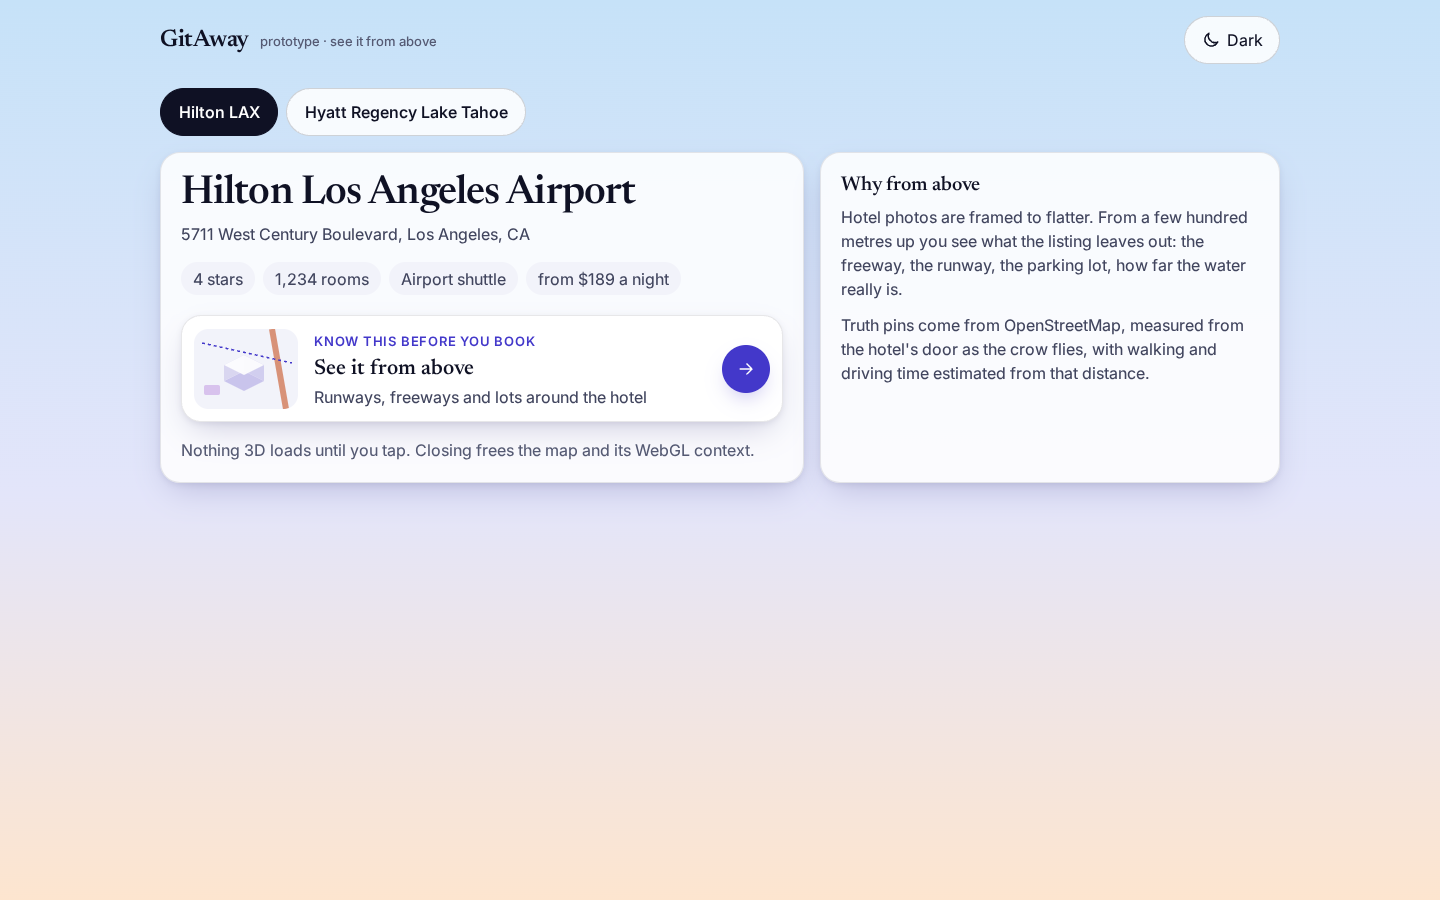 GitAway prototype · see it from above
Dark
Hilton LAX
Hyatt Regency Lake Tahoe
Hilton Los Angeles Airport
5711 West Century Boulevard, Los Angeles, CA
4 stars
1,234 rooms
Airport shuttle
from $189 a night
KNOW THIS BEFORE YOU BOOK
See it from above
Runways, freeways and lots around the hotel
Nothing 3D loads until you tap. Closing frees the map and its WebGL context.
Why from above
Hotel photos are framed to flatter. From a few hundred
metres up you see what the listing leaves out: the
freeway, the runway, the parking lot, how far the water
really is.
Truth pins come from OpenStreetMap, measured from
the hotel's door as the crow flies, with walking and
driving time estimated from that distance.